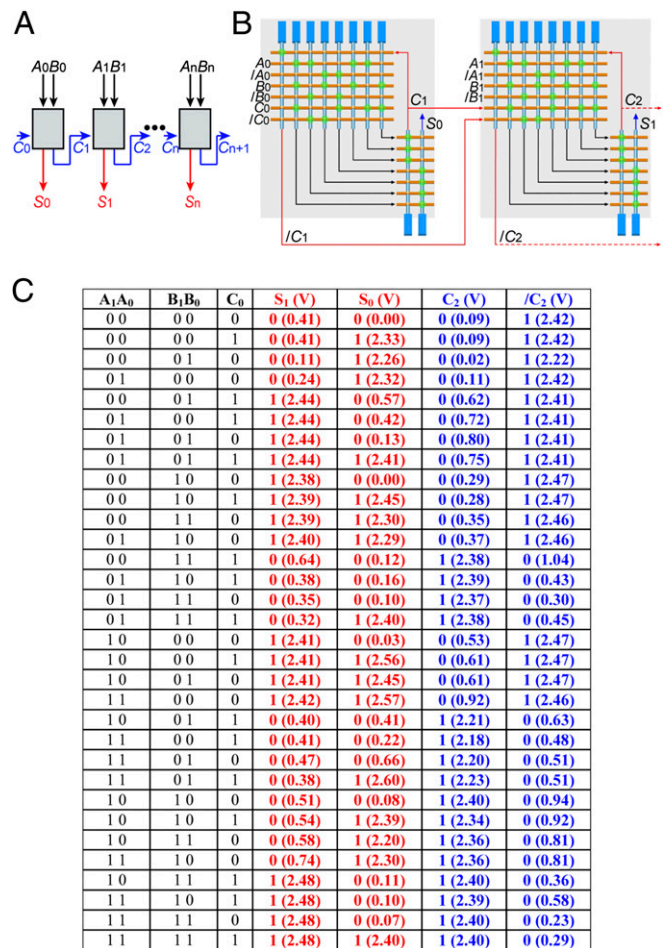 A
A0B0 A1B1 AnBn
C0 C1 C2 Cn Cn+1
S0 S1 Sn
B
A0
/A0
B0
/B0
C0
/C0
C1
S0
/C1
A1
/A1
B1
/B1
C2
S1
/C2
C
A1A0 B1B0 C0 S1 (V) S0 (V) C2 (V) /C2 (V)
0 0 0 0 0 0 (0.41) 0 (0.00) 0 (0.09) 1 (2.42)
0 0 0 0 1 0 (0.41) 1 (2.33) 0 (0.09) 1 (2.42)
0 0 0 1 0 0 (0.11) 1 (2.26) 0 (0.02) 1 (2.22)
0 1 0 0 0 0 (0.24) 1 (2.32) 0 (0.11) 1 (2.42)
0 0 0 1 1 1 (2.44) 0 (0.57) 0 (0.62) 1 (2.41)
0 1 0 0 1 1 (2.44) 0 (0.42) 0 (0.72) 1 (2.41)
0 1 0 1 0 1 (2.44) 0 (0.13) 0 (0.80) 1 (2.41)
0 1 0 1 1 1 (2.44) 1 (2.41) 0 (0.75) 1 (2.41)
0 0 1 0 0 1 (2.38) 0 (0.00) 0 (0.29) 1 (2.47)
0 0 1 0 1 1 (2.39) 1 (2.45) 0 (0.28) 1 (2.47)
0 0 1 1 0 1 (2.39) 1 (2.30) 0 (0.35) 1 (2.46)
0 1 1 0 0 1 (2.40) 1 (2.29) 0 (0.37) 1 (2.46)
0 0 1 1 1 0 (0.64) 0 (0.12) 1 (2.38) 0 (1.04)
0 1 1 0 1 0 (0.38) 0 (0.16) 1 (2.39) 0 (0.43)
0 1 1 1 0 0 (0.35) 0 (0.10) 1 (2.37) 0 (0.30)
0 1 1 1 1 0 (0.32) 1 (2.40) 1 (2.38) 0 (0.45)
1 0 0 0 0 1 (2.41) 0 (0.03) 0 (0.53) 1 (2.47)
1 0 0 0 1 1 (2.41) 1 (2.56) 0 (0.61) 1 (2.47)
1 0 0 1 0 1 (2.41) 1 (2.45) 0 (0.61) 1 (2.47)
1 1 0 0 0 1 (2.42) 1 (2.57) 0 (0.92) 1 (2.46)
1 0 0 1 1 0 (0.40) 0 (0.41) 1 (2.21) 0 (0.63)
1 1 0 0 1 0 (0.41) 0 (0.22) 1 (2.18) 0 (0.48)
1 1 0 1 0 0 (0.47) 0 (0.66) 1 (2.20) 0 (0.51)
1 1 0 1 1 0 (0.38) 1 (2.60) 1 (2.23) 0 (0.51)
1 0 1 0 0 0 (0.51) 0 (0.08) 1 (2.40) 0 (0.94)
1 0 1 0 1 0 (0.54) 1 (2.39) 1 (2.34) 0 (0.92)
1 0 1 1 0 0 (0.58) 1 (2.20) 1 (2.36) 0 (0.81)
1 1 1 0 0 0 (0.74) 1 (2.30) 1 (2.36) 0 (0.81)
1 0 1 1 1 1 (2.48) 0 (0.11) 1 (2.40) 0 (0.36)
1 1 1 0 1 1 (2.48) 0 (0.10) 1 (2.39) 0 (0.58)
1 1 1 1 0 1 (2.48) 0 (0.07) 1 (2.40) 0 (0.23)
1 1 1 1 1 1 (2.48) 1 (2.40) 1 (2.40) 0 (0.29)